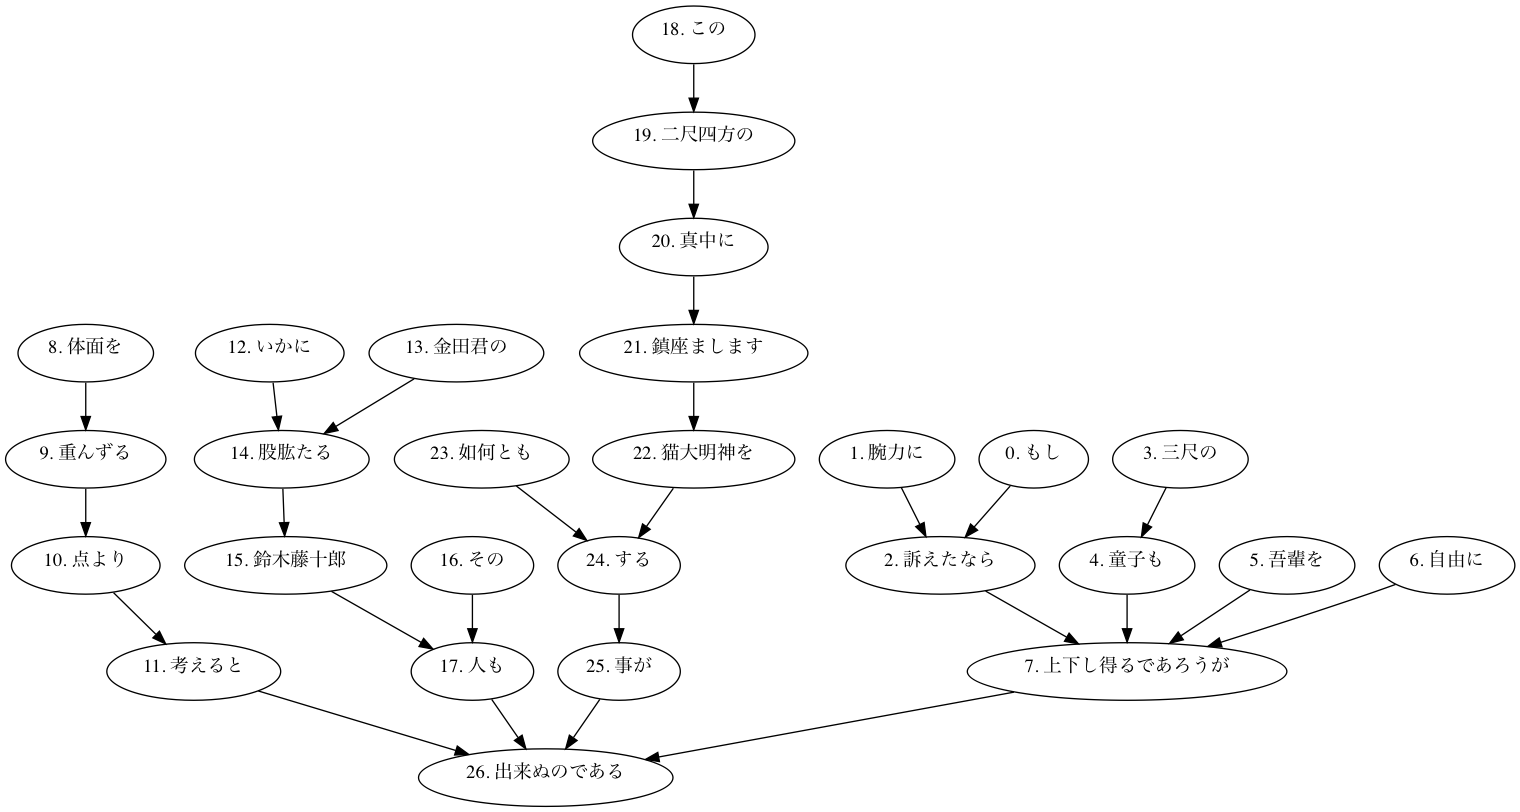 18. この
19. 二尺四方の
20. 真中に
8. 体面を
12. いかに
13. 金田君の
21. 鎮座まします
9. 重んずる
14. 股肱たる
23. 如何とも
22. 猫大明神を
1. 腕力に
0. もし
3. 三尺の
10. 点より
15. 鈴木藤十郎
16. その
24. する
2. 訴えたなら
4. 童子も
5. 吾輩を
6. 自由に
11. 考えると
17. 人も
25. 事が
7. 上下し得るであろうが
26. 出来ぬのである